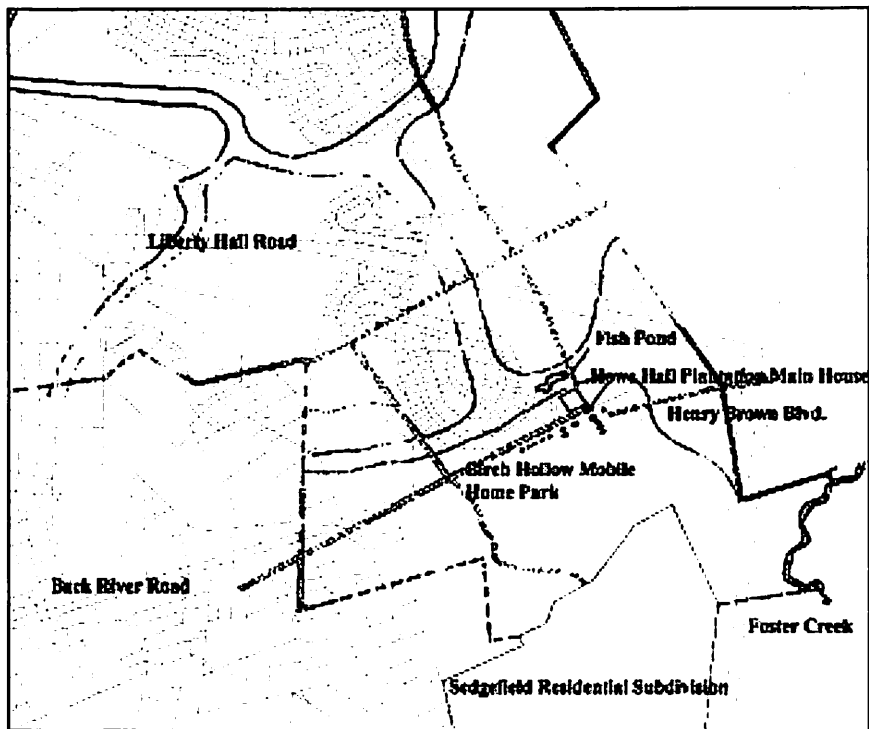 Liberty Hall Road
Fish Pond
Howe Hall Plantation Main House
Henry Brown Blvd.
Birch Hollow Mobile
Home Park
Back River Road
Foster Creek
Sedgefield Residential Subdivision